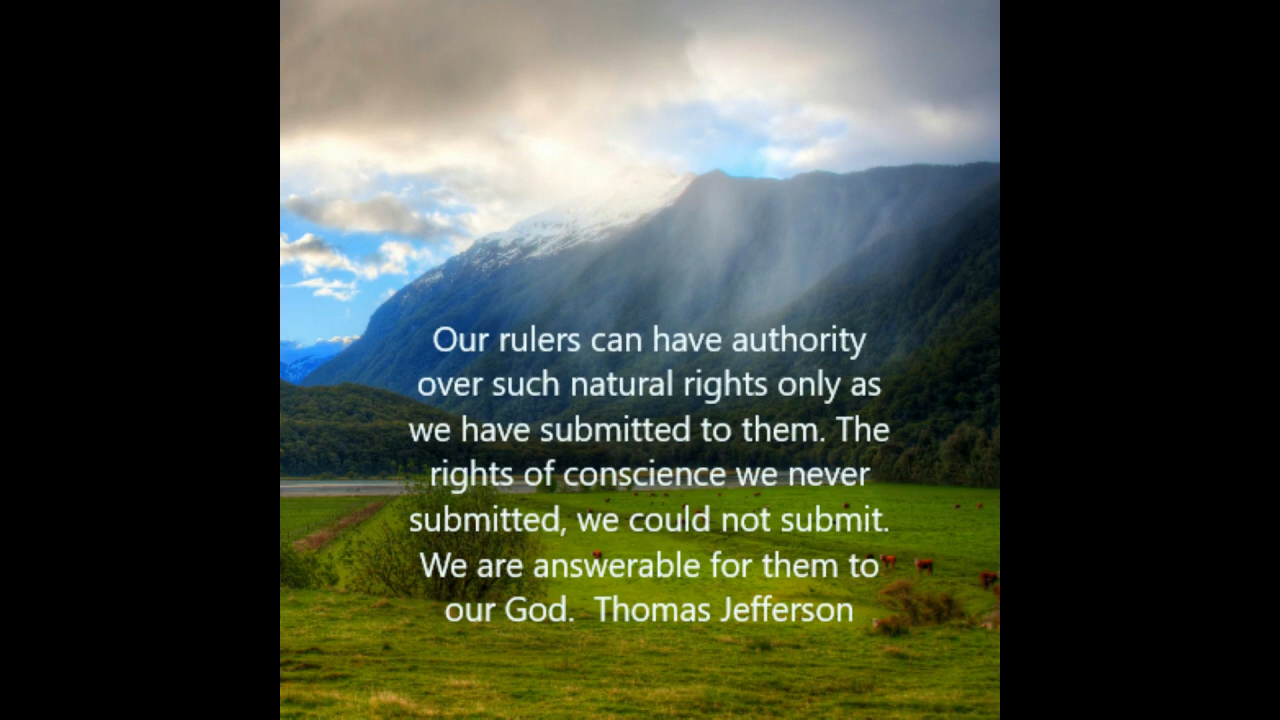 Our rulers can have authority
over such natural rights only as
we have submitted to them. The
rights of conscience we never
submitted, we could not submit.
We are answerable for them to
our God.  Thomas Jefferson